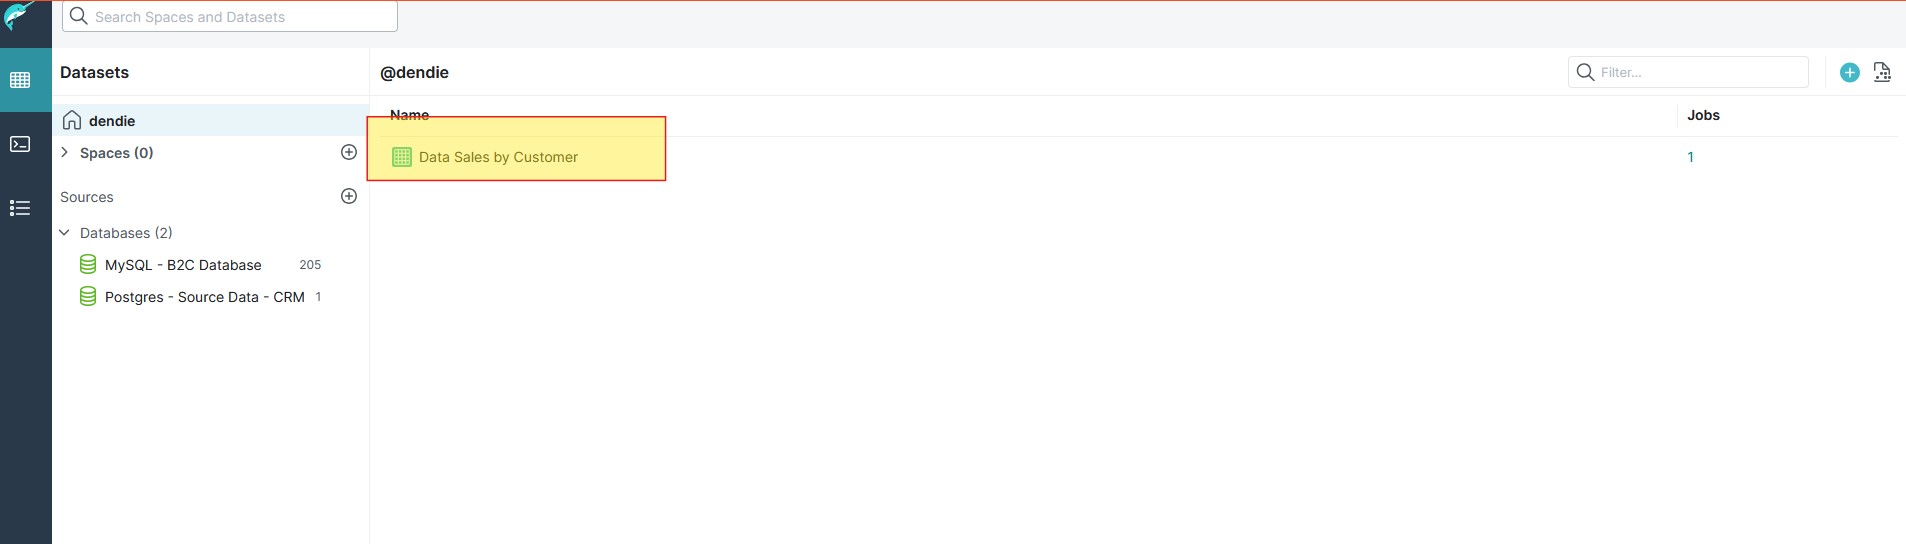 Search Spaces and Datasets
Datasets
dendie
Spaces (0)
Sources
Databases (2)
MySQL - B2C Database 205
Postgres - Source Data - CRM 1
@dendie
Filter...
Name Jobs
Data Sales by Customer 1